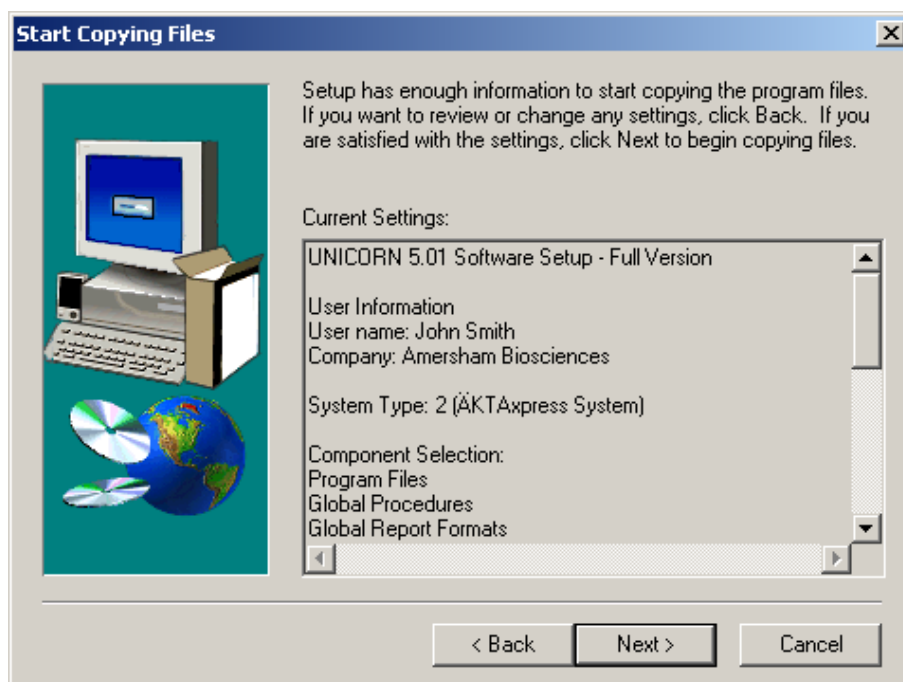 Start Copying Files
Setup has enough information to start copying the program files.
If you want to review or change any settings, click Back. If you
are satisfied with the settings, click Next to begin copying files.
Current Settings:
UNICORN 5.01 Software Setup - Full Version
User Information
User name: John Smith
Company: Amersham Biosciences
System Type: 2 (ÄKTAxpress System)
Component Selection:
Program Files
Global Procedures
Global Report Formats
< Back
Next >
Cancel